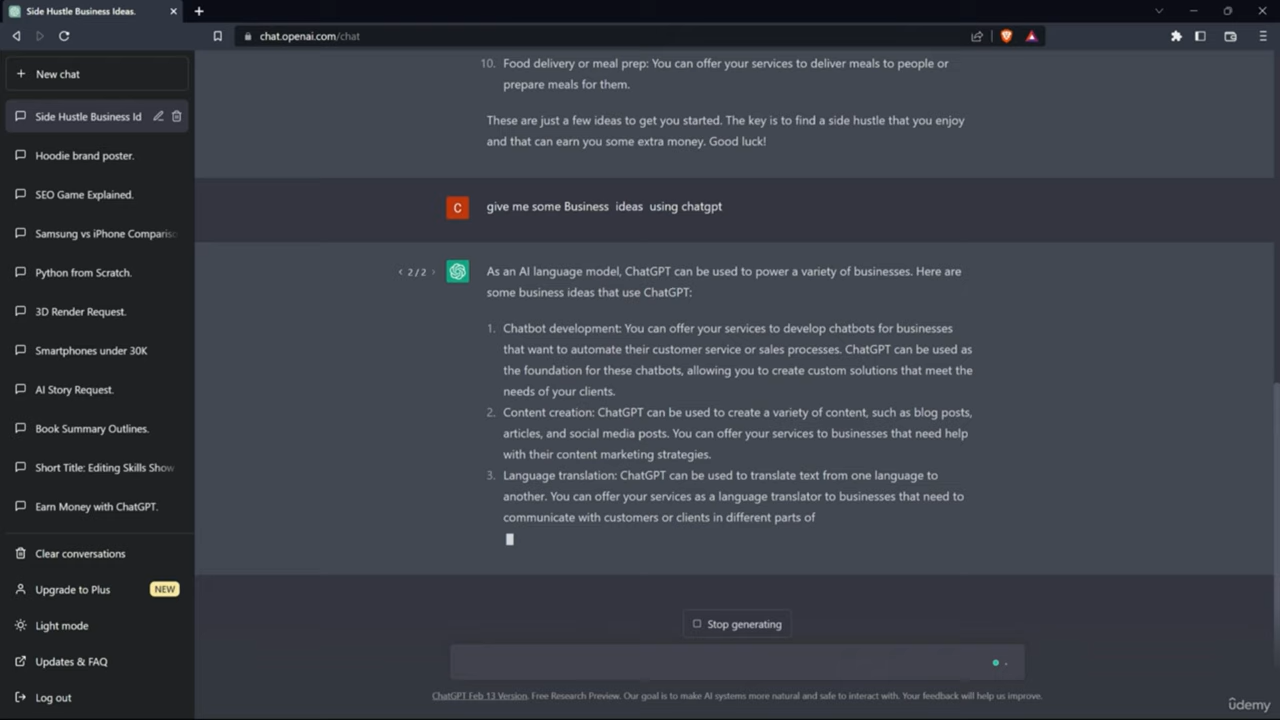 Side Hustle Business Ideas.
chat.openai.com/chat
New chat
Side Hustle Business Id
Hoodie brand poster.
SEO Game Explained.
Samsung vs iPhone Compariso
Python from Scratch.
3D Render Request.
Smartphones under 30K
AI Story Request.
Book Summary Outlines.
Short Title: Editing Skills Show
Earn Money with ChatGPT.
Clear conversations
Upgrade to Plus NEW
Light mode
Updates & FAQ
Log out
10. Food delivery or meal prep: You can offer your services to deliver meals to people or
prepare meals for them.
These are just a few ideas to get you started. The key is to find a side hustle that you enjoy
and that can earn you some extra money. Good luck!
C give me some Business ideas using chatgpt
< 2 / 2 > As an AI language model, ChatGPT can be used to power a variety of businesses. Here are
some business ideas that use ChatGPT:
1. Chatbot development: You can offer your services to develop chatbots for businesses
that want to automate their customer service or sales processes. ChatGPT can be used as
the foundation for these chatbots, allowing you to create custom solutions that meet the
needs of your clients.
2. Content creation: ChatGPT can be used to create a variety of content, such as blog posts,
articles, and social media posts. You can offer your services to businesses that need help
with their content marketing strategies.
3. Language translation: ChatGPT can be used to translate text from one language to
another. You can offer your services as a language translator to businesses that need to
communicate with customers or clients in different parts of
Stop generating
ChatGPT Feb 13 Version. Free Research Preview. Our goal is to make AI systems more natural and safe to interact with. Your feedback will help us improve.
ûdemy